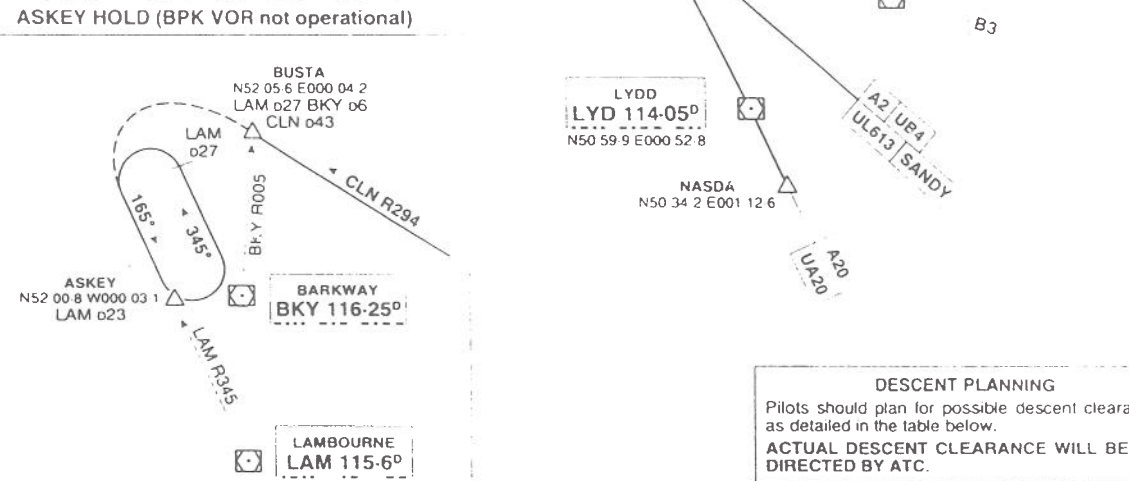 ASKEY HOLD (BPK VOR not operational)
BUSTA
N52 05·6 E000 04·2
LAM D27 BKY D6
CLN D43
LAM
D27
CLN R294
165°
345°
BKY R005
ASKEY
N52 00·8 W000 03·1
LAM D23
BARKWAY
BKY 116·25D
LAM R345
LAMBOURNE
LAM 115·6D
B3
LYDD
LYD 114·05D
N50 59·9 E000 52·8
A2 UB4
UL613 SANDY
NASDA
N50 34·2 E001 12·6
A20
UA20
DESCENT PLANNING
Pilots should plan for possible descent cleara
as detailed in the table below.
ACTUAL DESCENT CLEARANCE WILL BE
DIRECTED BY ATC.